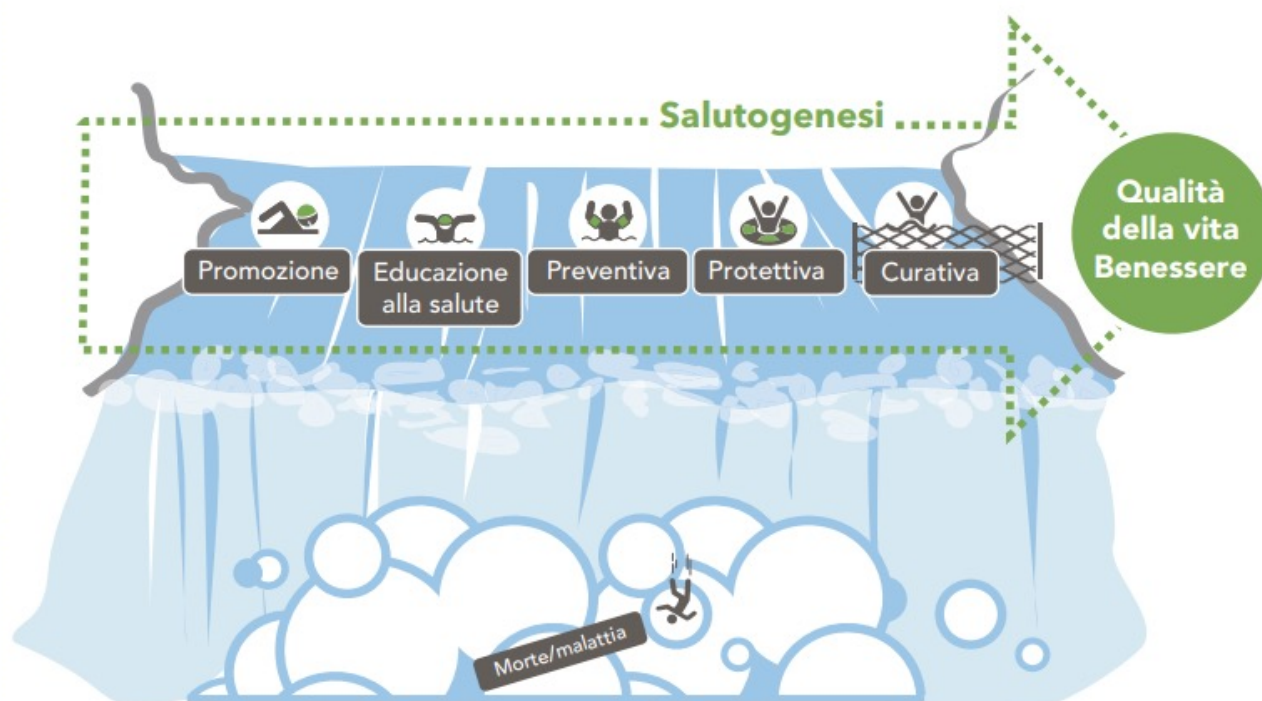 Salutogenesi
Qualità
della vita
Benessere
Promozione
Educazione
alla salute
Preventiva
Protettiva
Curativa
Morte/malattia